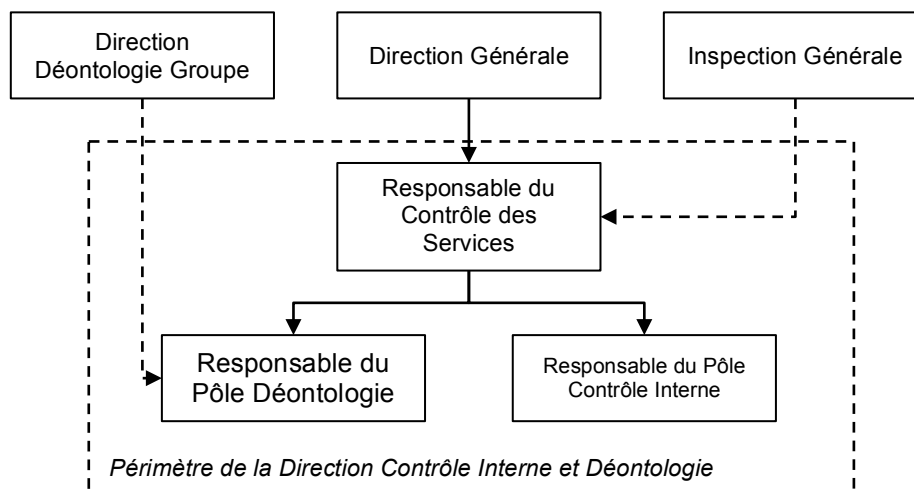 Direction
Déontologie Groupe
Direction Générale
Inspection Générale
Responsable du
Contrôle des
Services
Responsable du
Pôle Déontologie
Responsable du Pôle
Contrôle Interne
Périmètre de la Direction Contrôle Interne et Déontologie